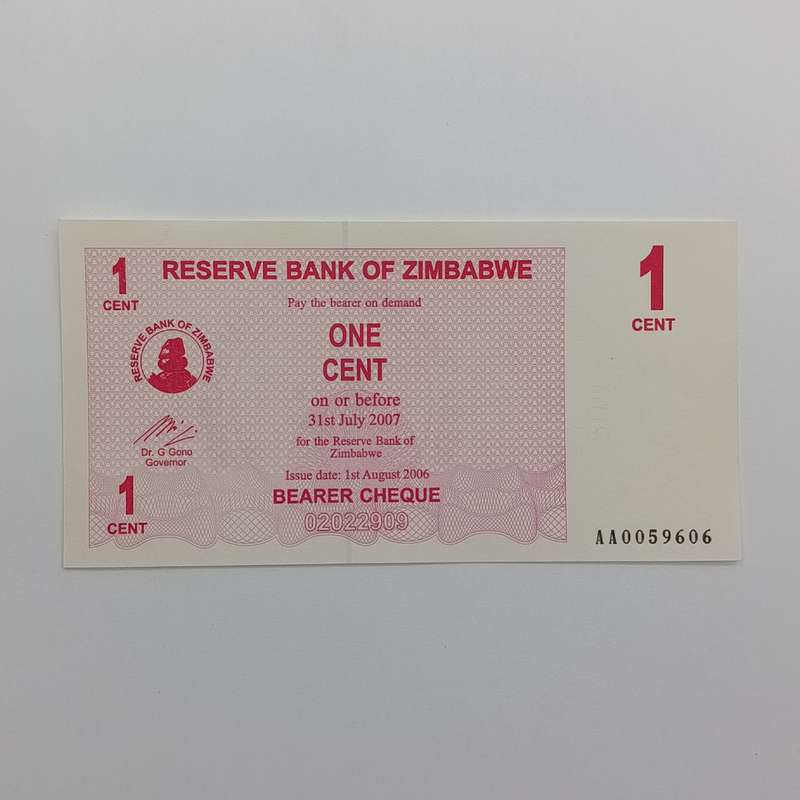 1
CENT
RESERVE BANK OF ZIMBABWE
Pay the bearer on demand
ONE
CENT
on or before
31st July 2007
for the Reserve Bank of
Zimbabwe
Issue date: 1st August 2006
BEARER CHEQUE
02022909
RESERVE BANK OF ZIMBABWE
Dr. G Gono
Governor
1
CENT
1
CENT
AA0059606